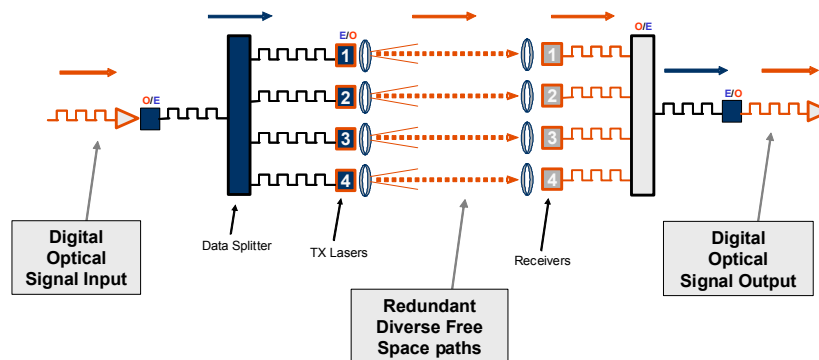 E/O
O/E
O/E
E/O
1
2
3
4
1
2
3
4
Data Splitter
TX Lasers
Receivers
Digital
Optical
Signal Input
Redundant
Diverse Free
Space paths
Digital
Optical
Signal Output